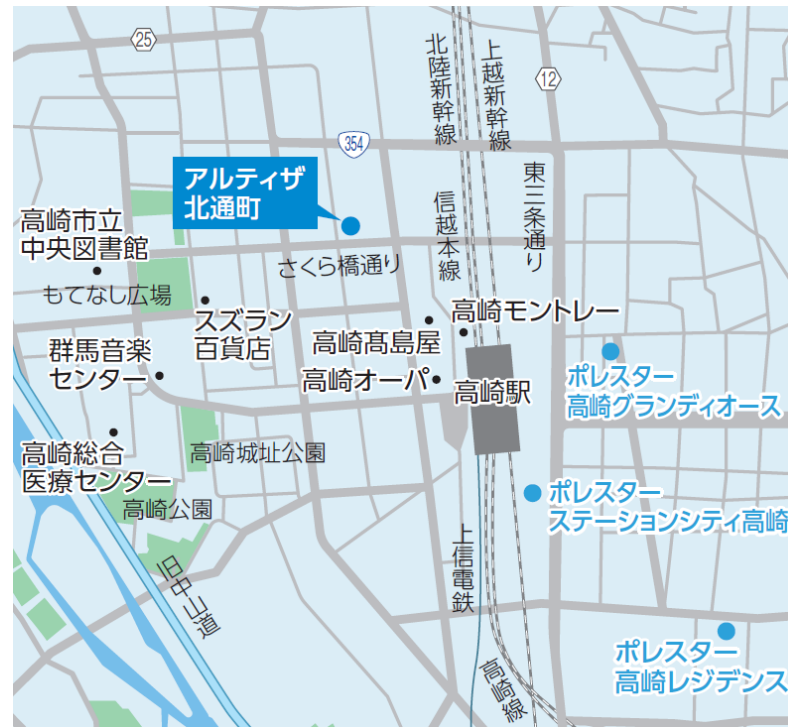 25
北陸新幹線
上越新幹線
12
354
アルティザ
北通町
東三条通り
信越本線
高崎市立
中央図書館
さくら橋通り
もてなし広場
スズラン
百貨店
高崎モントレー
高崎髙島屋
群馬音楽
センター
高崎オーパ
高崎駅
ポレスター
高崎グランディオース
高崎総合
医療センター
高崎城址公園
高崎公園
ポレスター
ステーションシティ高崎
上信電鉄
旧中山道
ポレスター
高崎レジデンス
高崎線